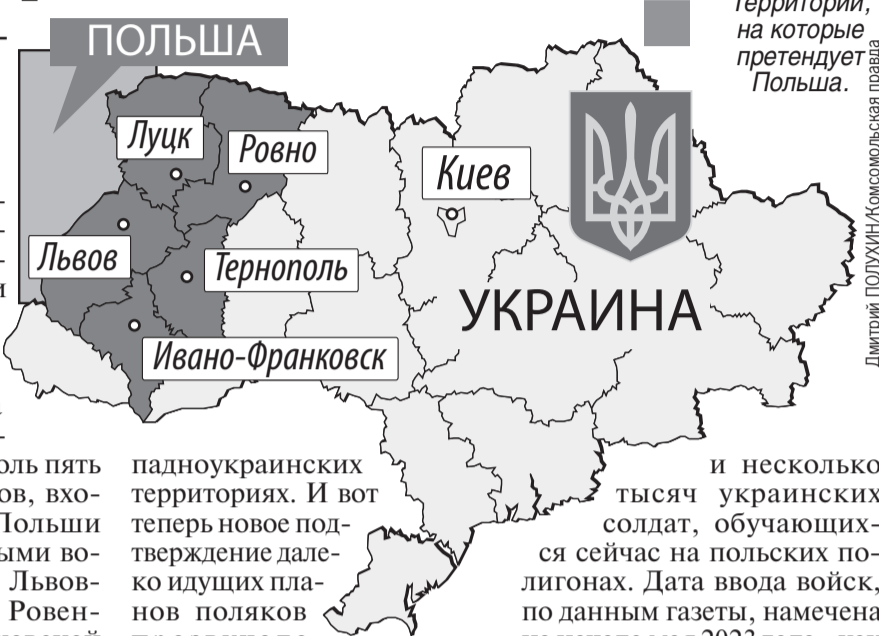 ПОЛЬША
территории,
на которые
претендует
Польша.
Луцк
Ровно
Киев
Львов
Тернополь
УКРАИНА
Ивано-Франковск
Дмитрий ПОЛУХИН/Комсомольская правда
оль пять
ов, вхо-
Польши
ыми во-
Львов-
Ровен-
падноукраинских
территориях. И вот
теперь новое под-
тверждение дале-
ко идущих пла-
нов поляков
и несколько
тысяч украинских
солдат, обучающих-
ся сейчас на польских по-
лигонах. Дата ввода войск,
по данным газеты, намечена